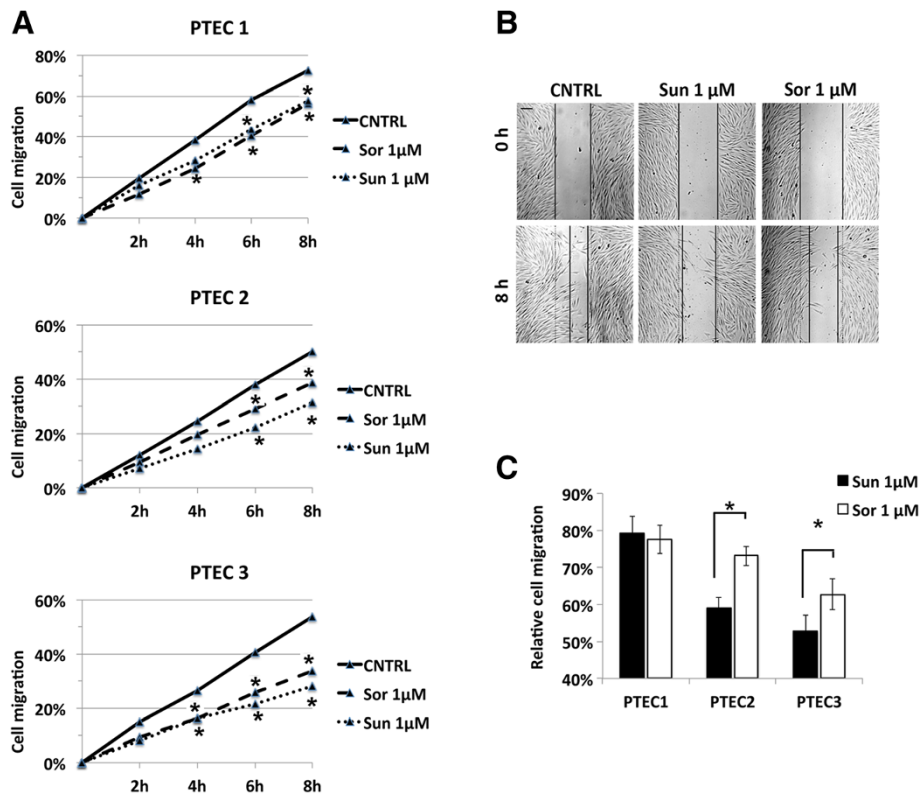 A
PTEC 1
80%
60%
40%
20%
0%
Cell migration
2h 4h 6h 8h
* * * * *
CNTRL
Sor 1µM
Sun 1 µM
PTEC 2
60%
40%
20%
0%
Cell migration
2h 4h 6h 8h
* * * *
CNTRL
Sor 1µM
Sun 1µM
PTEC 3
60%
40%
20%
0%
Cell migration
2h 4h 6h 8h
* * * * * *
CNTRL
Sor 1µM
Sun 1µM
B
CNTRL Sun 1 µM Sor 1 µM
0 h
8 h
C
Sun 1µM
Sor 1 µM
90%
80%
70%
60%
50%
40%
Relative cell migration
* *
PTEC1 PTEC2 PTEC3